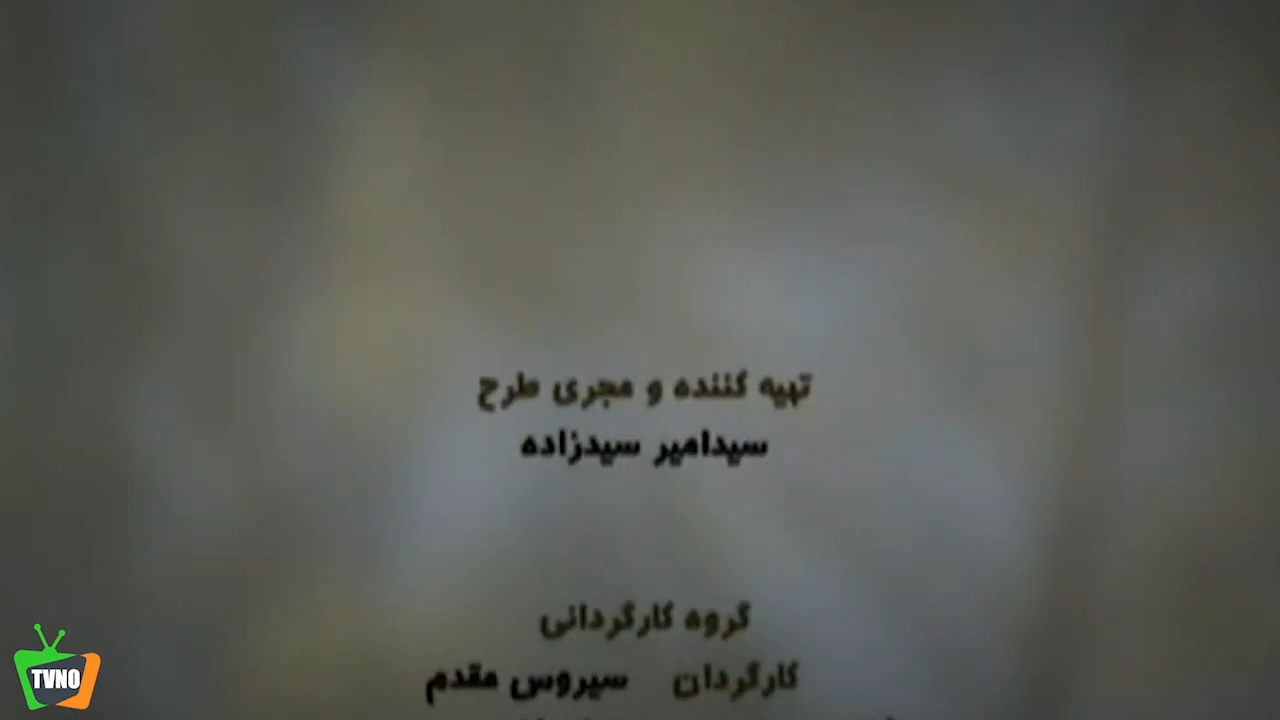 تهیه کننده و مجری طرح
سیدامیر سیدزاده
گروه کارگردانی
کارگردان سیروس مقدم
TVNO